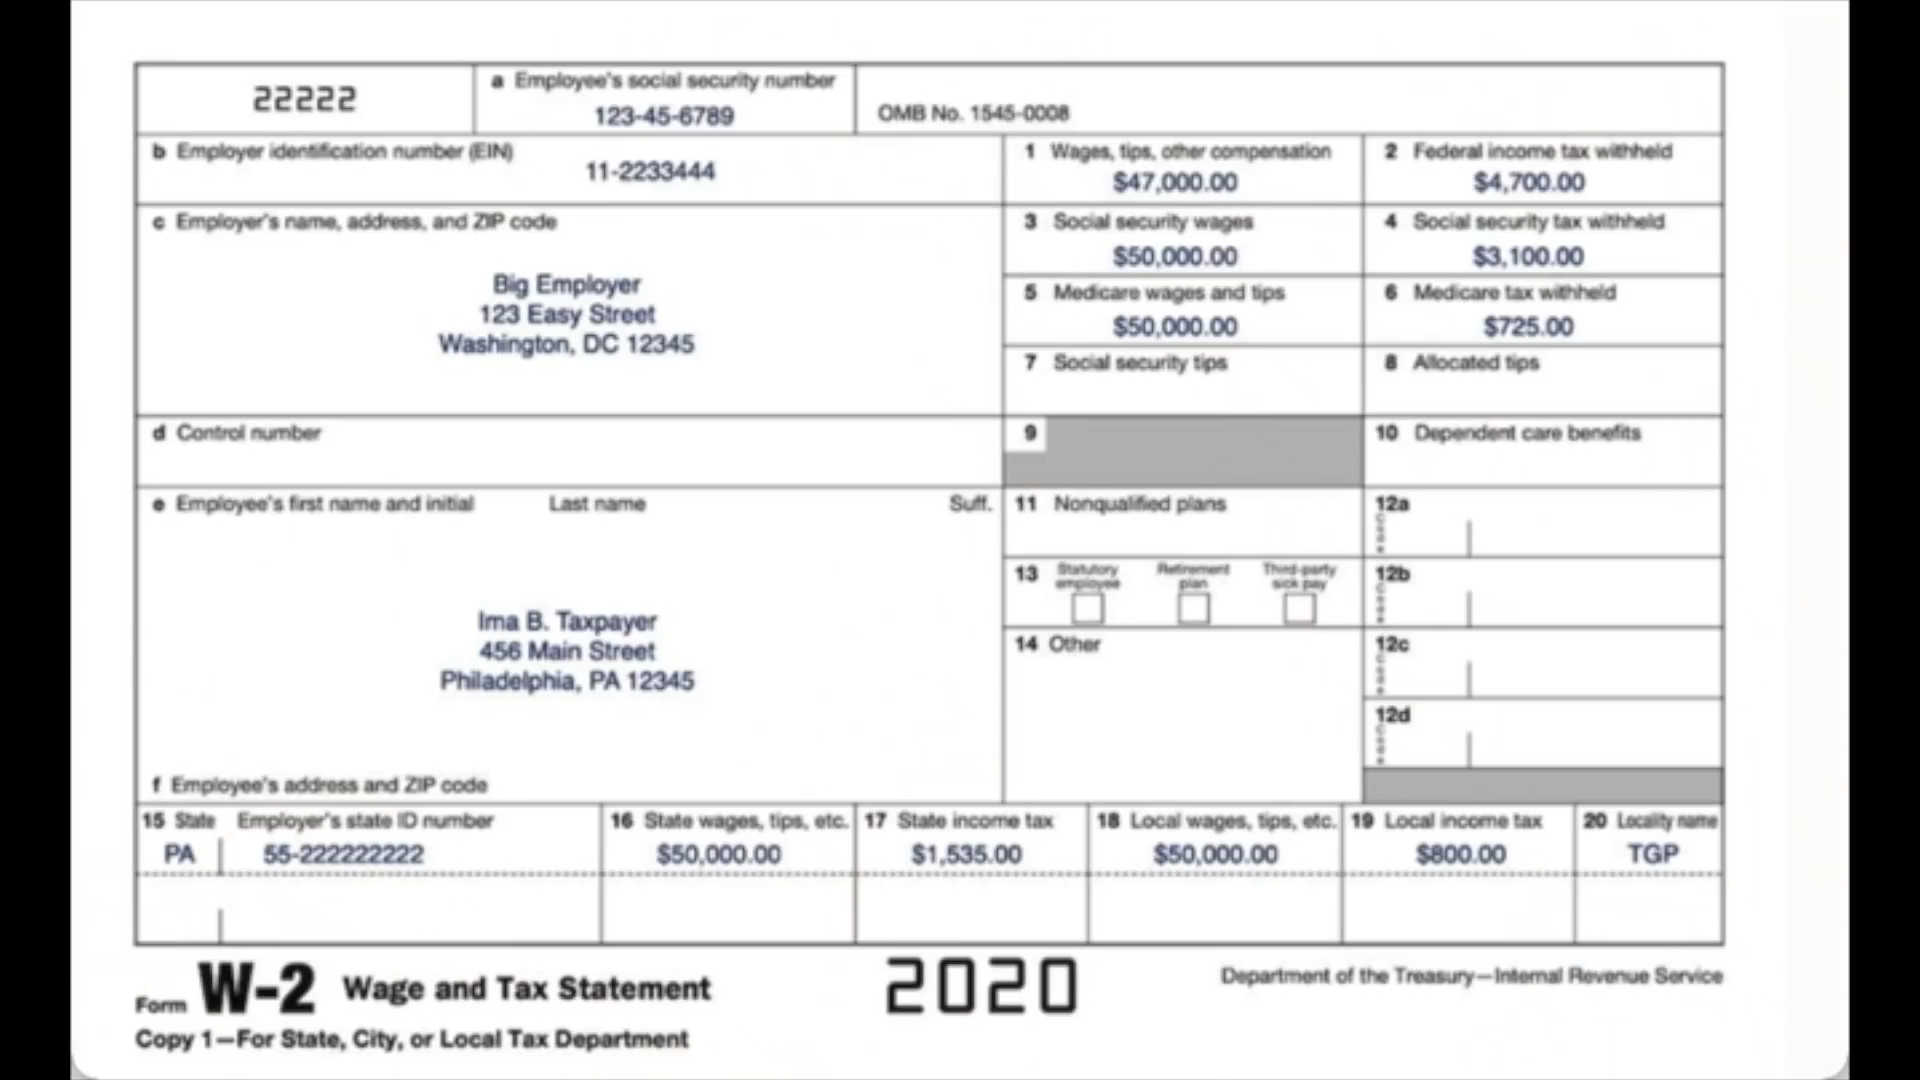 22222
a Employee's social security number
123-45-6789
OMB No. 1545-0008
b Employer identification number (EIN)
11-2233444
1 Wages, tips, other compensation
$47,000.00
2 Federal income tax withheld
$4,700.00
c Employer's name, address, and ZIP code
Big Employer
123 Easy Street
Washington, DC 12345
3 Social security wages
$50,000.00
4 Social security tax withheld
$3,100.00
5 Medicare wages and tips
$50,000.00
6 Medicare tax withheld
$725.00
7 Social security tips
8 Allocated tips
d Control number
9
10 Dependent care benefits
e Employee's first name and initial Last name Suff.
Ima B. Taxpayer
456 Main Street
Philadelphia, PA 12345
f Employee's address and ZIP code
11 Nonqualified plans
12a
13 Statutory employee Retirement plan Third-party sick pay
12b
14 Other
12c
12d
15 State Employer's state ID number
PA 55-222222222
16 State wages, tips, etc.
$50,000.00
17 State income tax
$1,535.00
18 Local wages, tips, etc.
$50,000.00
19 Local income tax
$800.00
20 Locality name
TGP
Form W-2 Wage and Tax Statement
2020
Department of the Treasury—Internal Revenue Service
Copy 1—For State, City, or Local Tax Department